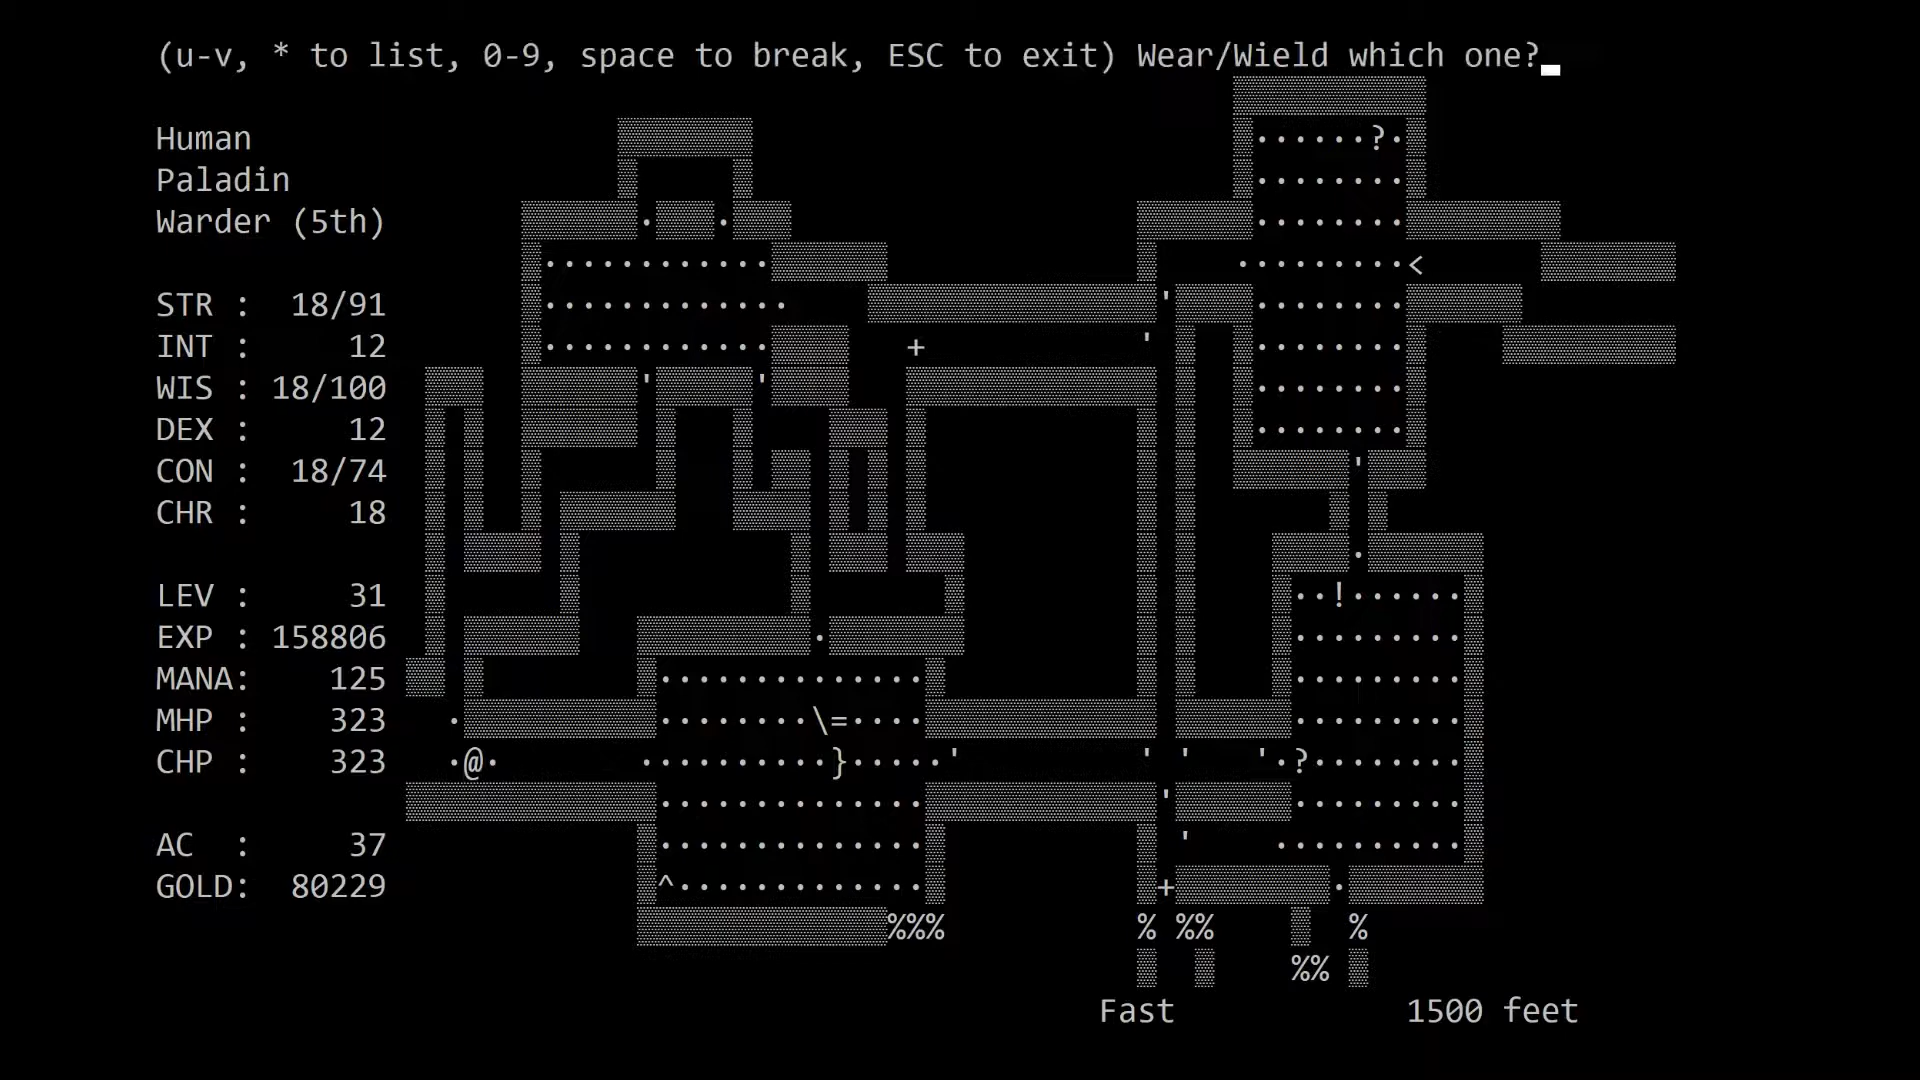 (u-v, * to list, 0-9, space to break, ESC to exit) Wear/Wield which one?
Human
Paladin
Warder (5th)
STR : 18/91
INT : 12
WIS : 18/100
DEX : 12
CON : 18/74
CHR : 18
LEV : 31
EXP : 158806
MANA: 125
MHP : 323
CHP : 323
AC : 37
GOLD: 80229
Fast 1500 feet